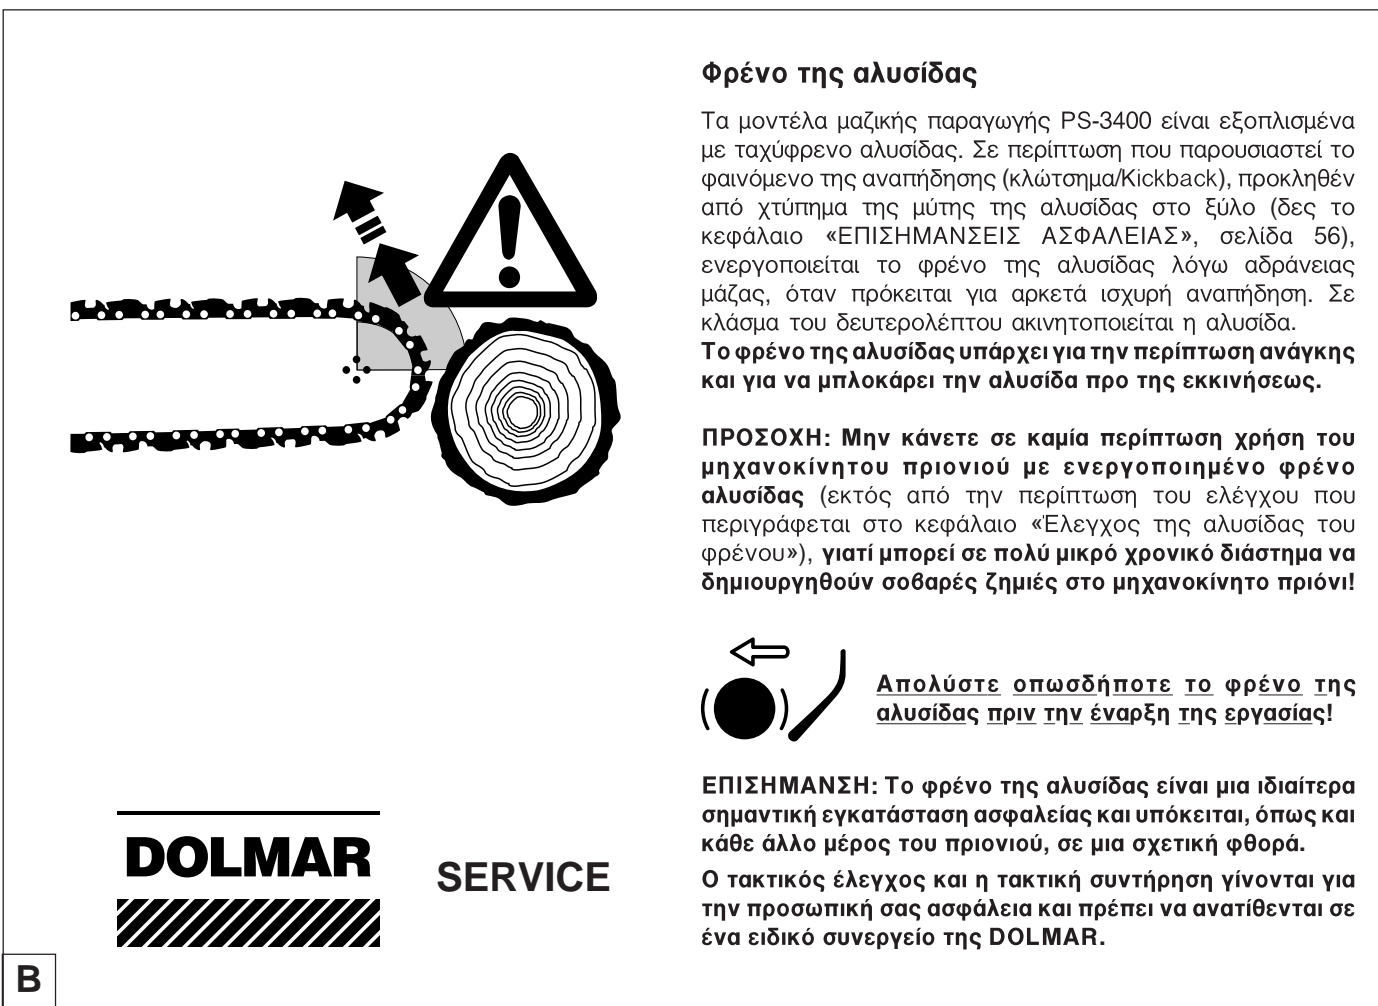 Φρένο της αλυσίδας
Τα μοντέλα μαζικής παραγωγής PS-3400 είναι εξοπλισμένα
με ταχύφρενο αλυσίδας. Σε περίπτωση που παρουσιαστεί το
φαινόμενο της αναπήδησης (κλώτσημα/Kickback), προκληθέν
από χτύπημα της μύτης της αλυσίδας στο ξύλο (δες το
κεφάλαιο «ΕΠΙΣΗΜΑΝΣΕΙΣ ΑΣΦΑΛΕΙΑΣ», σελίδα 56),
ενεργοποιείται το φρένο της αλυσίδας λόγω αδράνειας
μάζας, όταν πρόκειται για αρκετά ισχυρή αναπήδηση. Σε
κλάσμα του δευτερολέπτου ακινητοποιείται η αλυσίδα.
Το φρένο της αλυσίδας υπάρχει για την περίπτωση ανάγκης
και για να μπλοκάρει την αλυσίδα προ της εκκινήσεως.
ΠΡΟΣΟΧΗ: Μην κάνετε σε καμία περίπτωση χρήση του
μηχανοκίνητου πριονιού με ενεργοποιημένο φρένο
αλυσίδας (εκτός από την περίπτωση του ελέγχου που
περιγράφεται στο κεφάλαιο «Έλεγχος της αλυσίδας του
φρένου»), γιατί μπορεί σε πολύ μικρό χρονικό διάστημα να
δημιουργηθούν σοβαρές ζημιές στο μηχανοκίνητο πριόνι!
Απολύστε οπωσδήποτε το φρένο της
αλυσίδας πριν την έναρξη της εργασίας!
ΕΠΙΣΗΜΑΝΣΗ: Το φρένο της αλυσίδας είναι μια ιδιαίτερα
σημαντική εγκατάσταση ασφαλείας και υπόκειται, όπως και
κάθε άλλο μέρος του πριονιού, σε μια σχετική φθορά.
Ο τακτικός έλεγχος και η τακτική συντήρηση γίνονται για
την προσωπική σας ασφάλεια και πρέπει να ανατίθενται σε
ένα ειδικό συνεργείο της DOLMAR.
DOLMAR
SERVICE
B